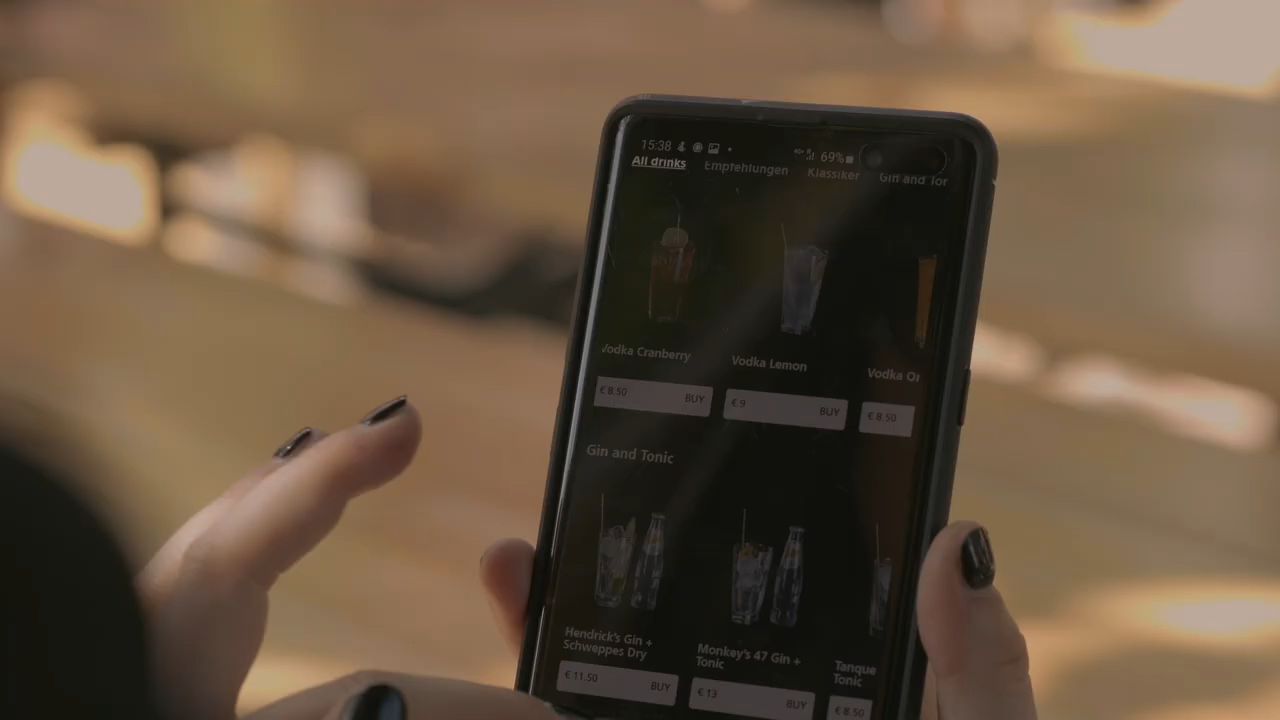 15:38 69%
All drinks Empfehlungen Klassiker Gin and Ton
Vodka Cranberry Vodka Lemon Vodka Or
€ 8.50 BUY € 9 BUY € 8.50
Gin and Tonic
Hendrick's Gin +
Schweppes Dry
Monkey's 47 Gin +
Tonic
Tanque
Tonic
€ 11.50 BUY € 13 BUY € 8.50